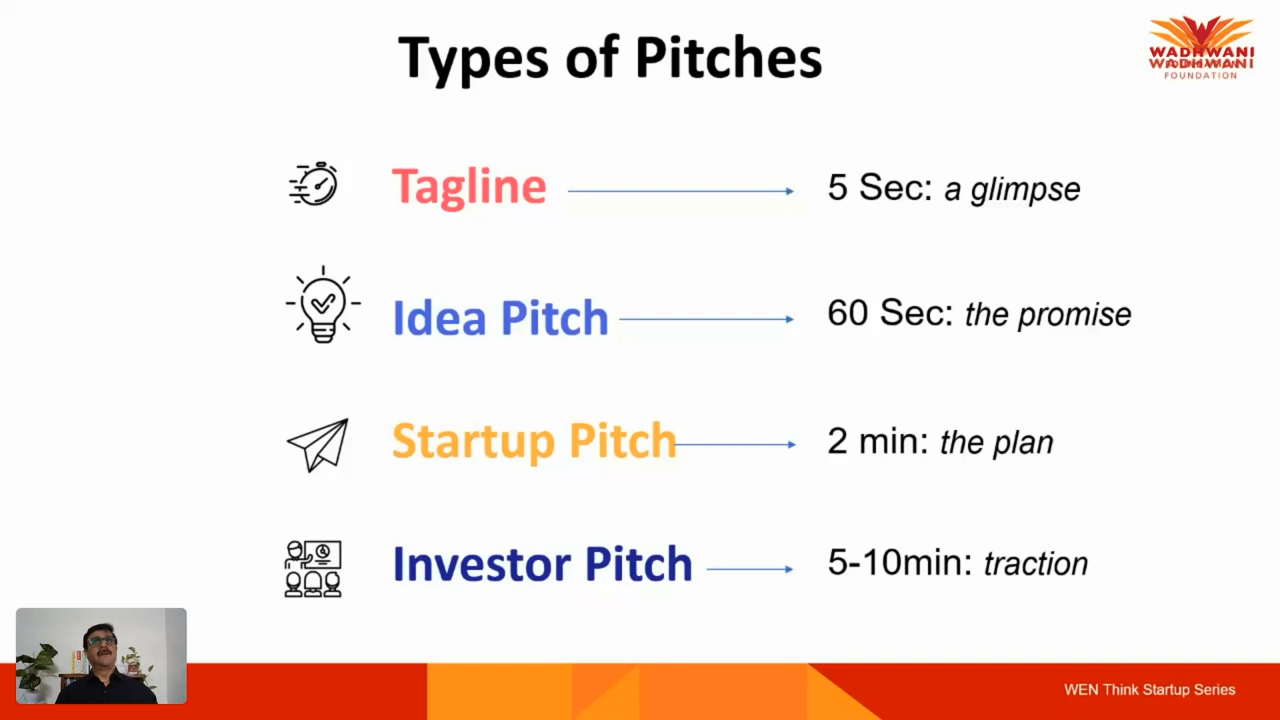 Types of Pitches
WADHWANI
WADHWANI
FOUNDATION
Tagline
5 Sec: a glimpse
Idea Pitch
60 Sec: the promise
Startup Pitch
2 min: the plan
Investor Pitch
5-10min: traction
WEN Think Startup Series